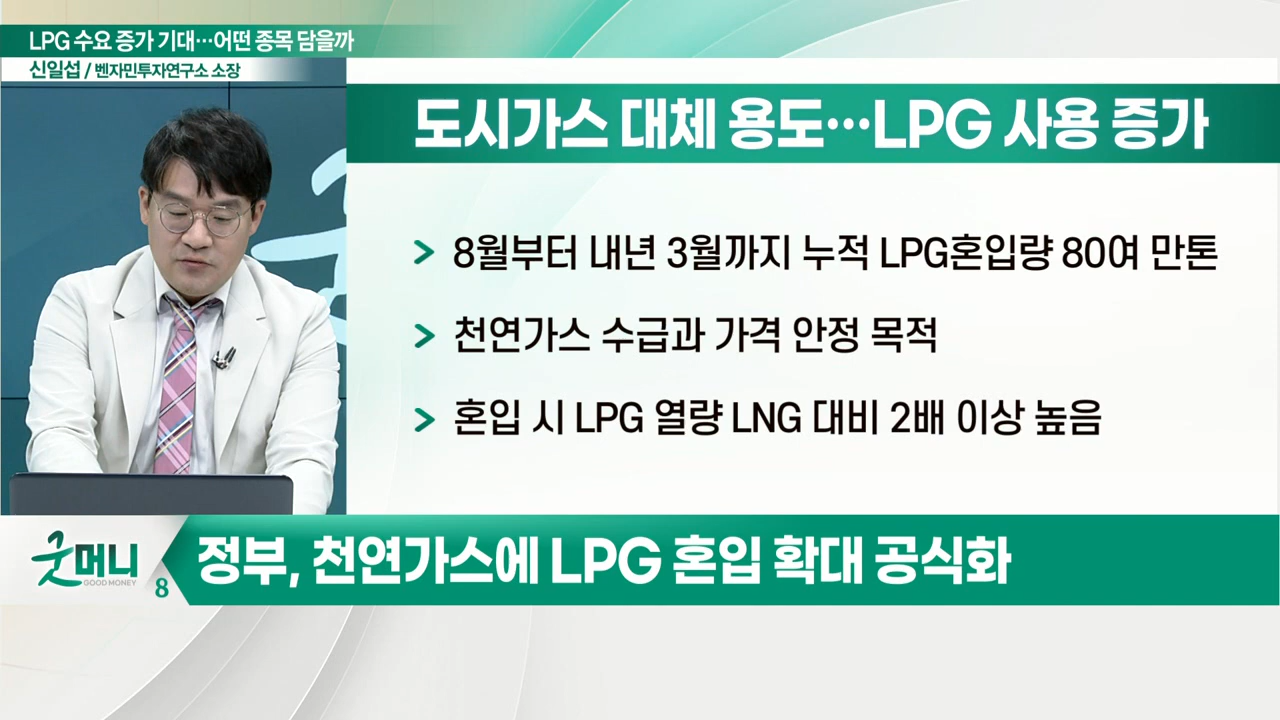 LPG 수요 증가 기대…어떤 종목 담을까
신일섭 / 벤자민투자연구소 소장
도시가스 대체 용도…LPG 사용 증가
> 8월부터 내년 3월까지 누적 LPG혼입량 80여 만톤
> 천연가스 수급과 가격 안정 목적
> 혼입 시 LPG 열량 LNG 대비 2배 이상 높음
굿머니
GOOD MONEY
8
정부, 천연가스에 LPG 혼입 확대 공식화